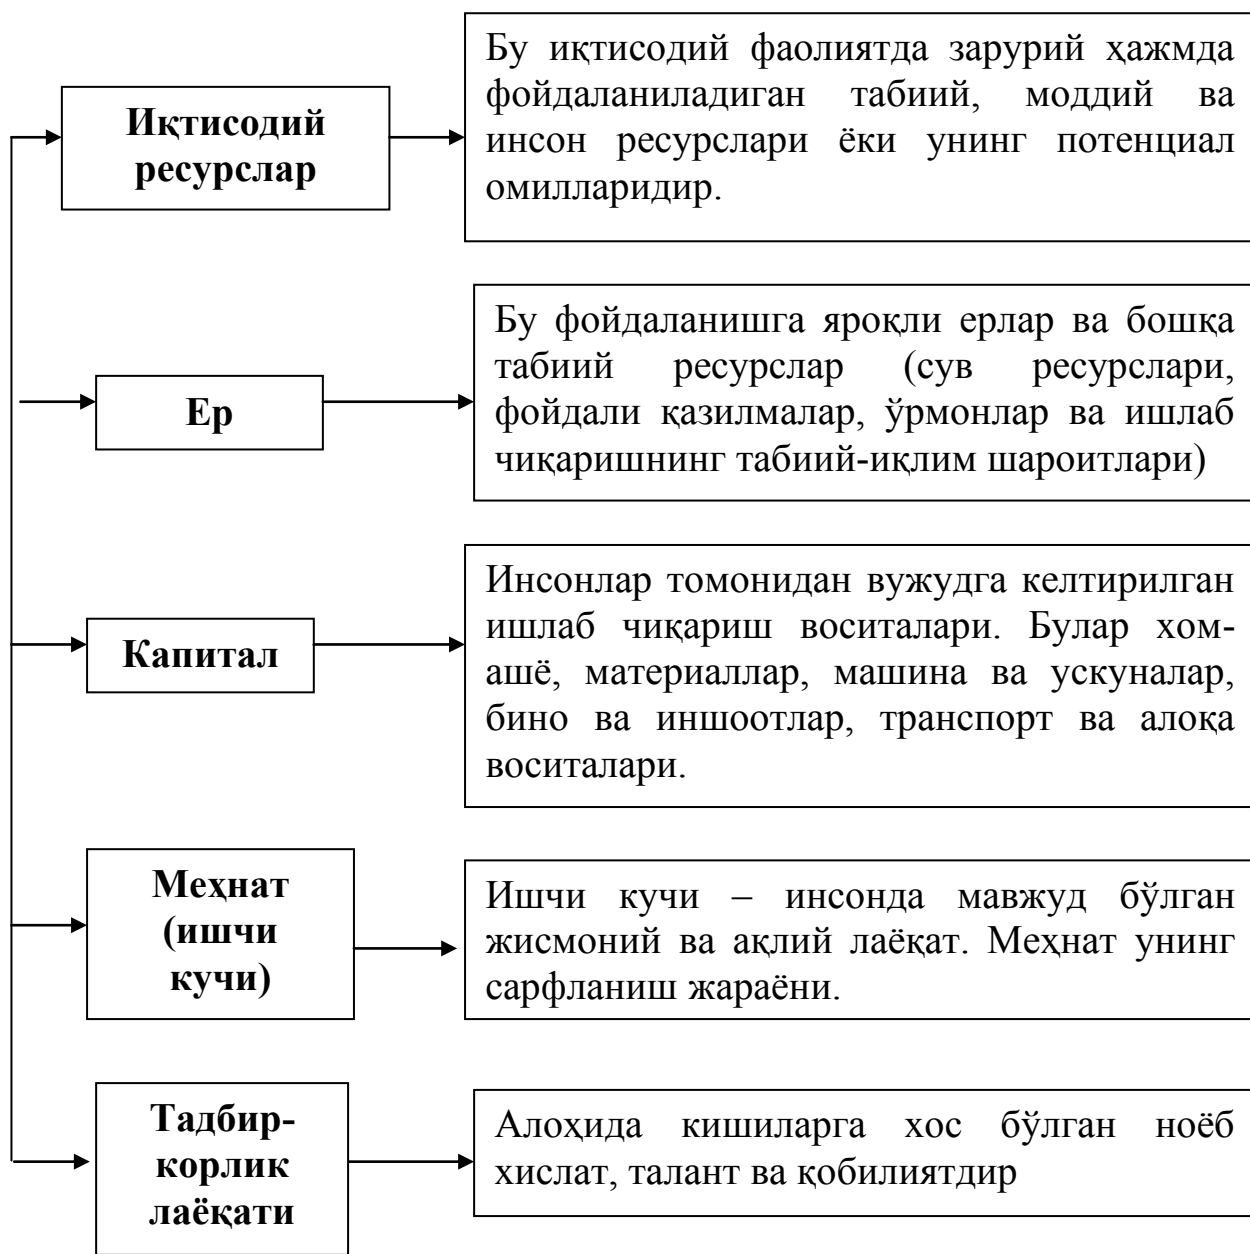 Иқтисодий
ресурслар
Бу иқтисодий фаолиятда зарурий ҳажмда
фойдаланиладиган табиий, моддий ва
инсон ресурслари ёки унинг потенциал
омилларидир.
Ер
Бу фойдаланишга яроқли ерлар ва бошқа
табиий ресурслар (сув ресурслари,
фойдали қазилмалар, ўрмонлар ва ишлаб
чиқаришнинг табиий-иқлим шароитлари)
Капитал
Инсонлар томонидан вужудга келтирилган
ишлаб чиқариш воситалари. Булар хом-
ашё, материаллар, машина ва ускуналар,
бино ва иншоотлар, транспорт ва алоқа
воситалари.
Меҳнат
(ишчи
кучи)
Ишчи кучи – инсонда мавжуд бўлган
жисмоний ва ақлий лаёқат. Меҳнат унинг
сарфланиш жараёни.
Тадбир-
корлик
лаёқати
Алоҳида кишиларга хос бўлган ноёб
хислат, талант ва қобилиятдир